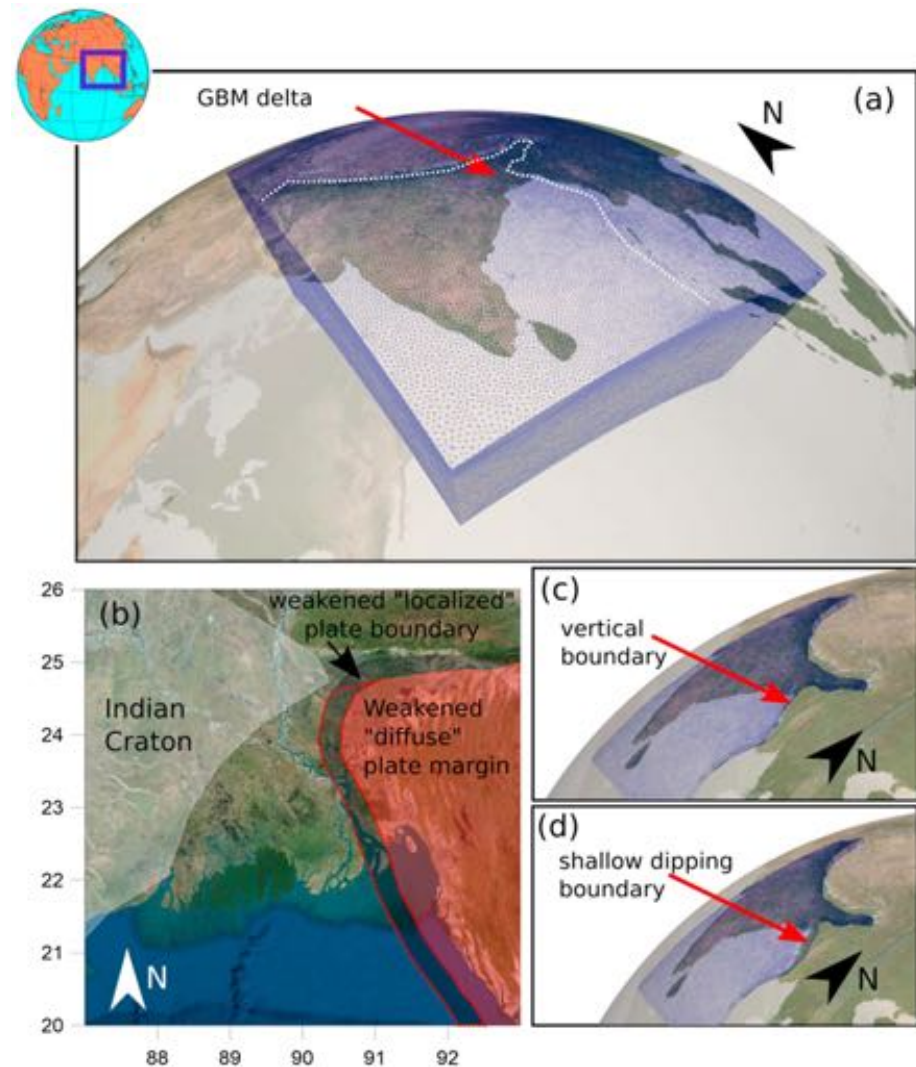 GBM delta
(a)
N
(b)
weakened "localized"
plate boundary
Indian
Craton
Weakened
"diffuse"
plate margin
N
26
25
24
23
22
21
20
88
89
90
91
92
(c)
vertical
boundary
N
(d)
shallow dipping
boundary
N